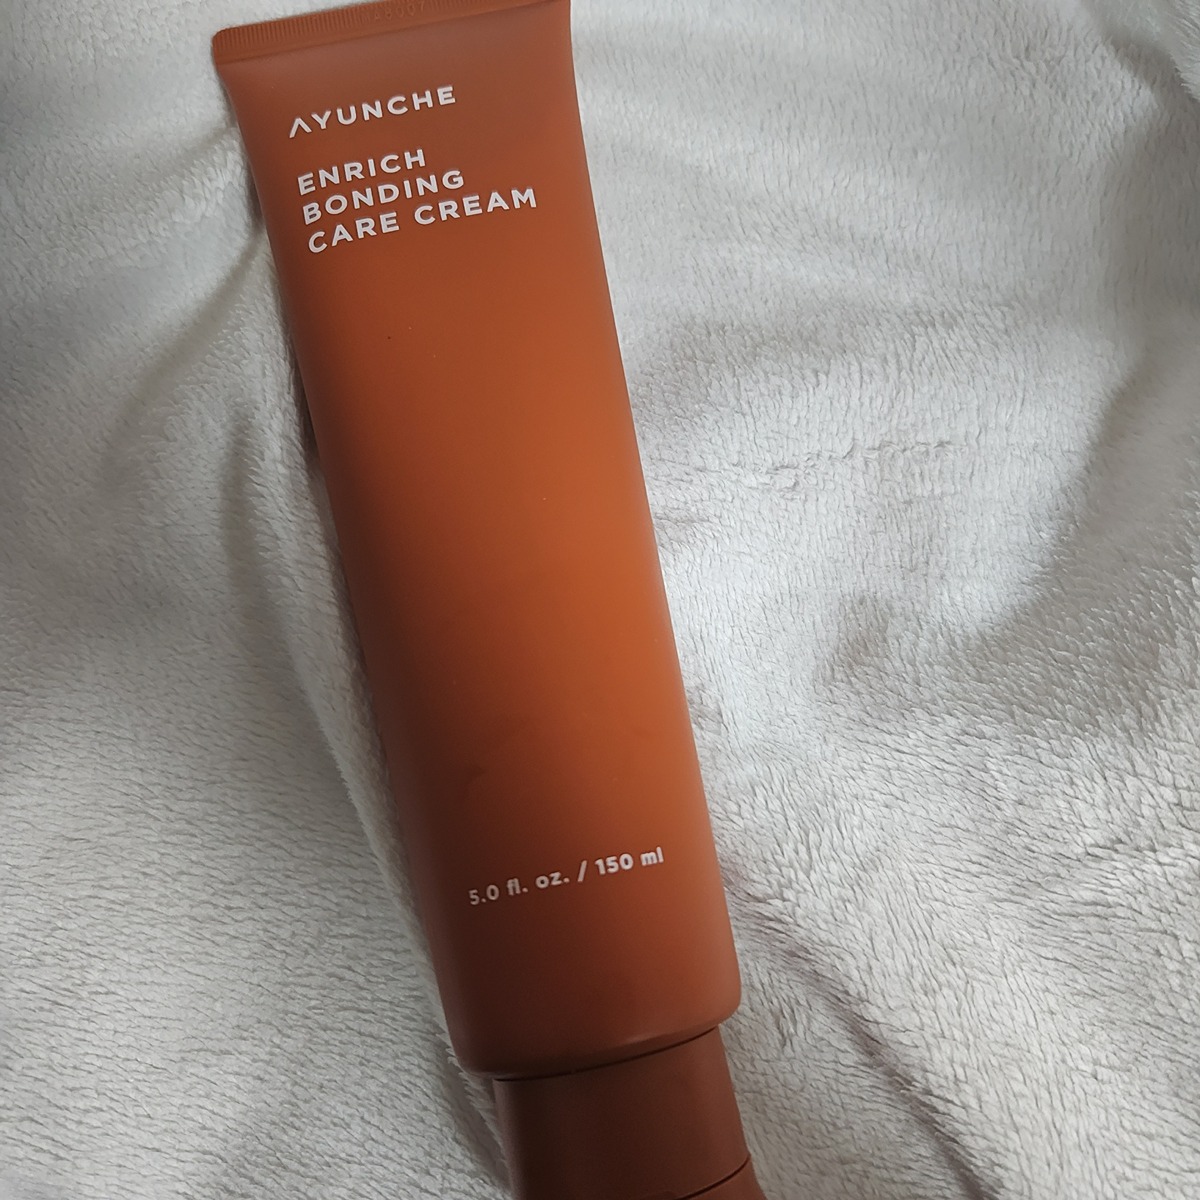 AYUNCHE
ENRICH
BONDING
CARE CREAM
5.0 fl. oz. / 150 ml